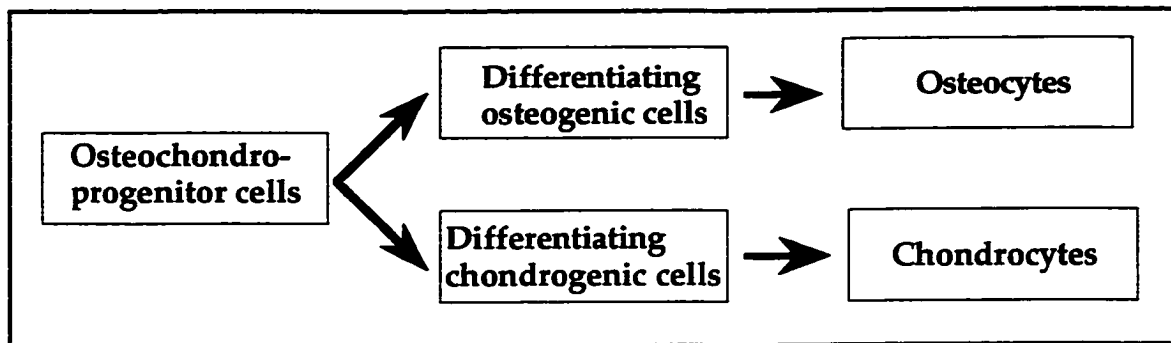 Osteochondro-
progenitor cells
Differentiating
osteogenic cells
Osteocytes
Differentiating
chondrogenic cells
Chondrocytes